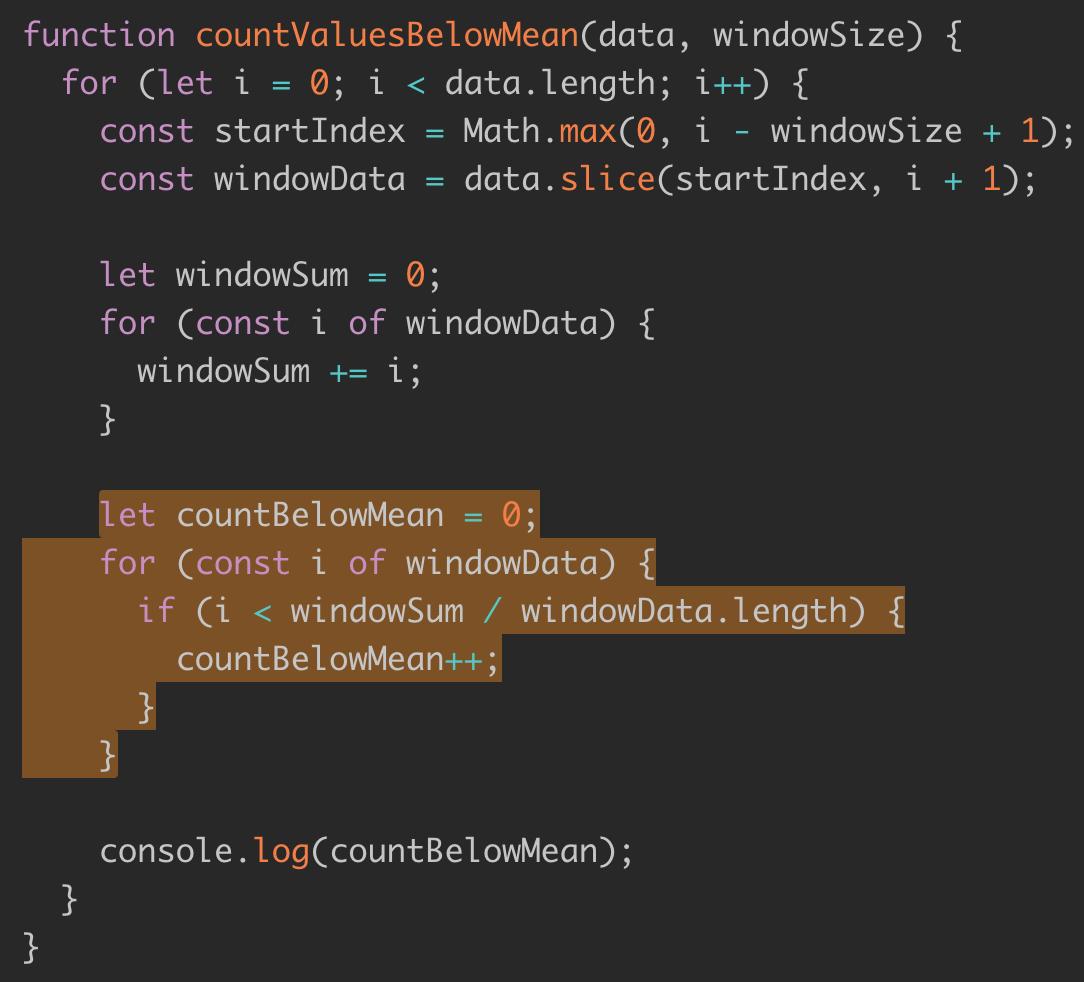 function countValuesBelowMean(data, windowSize) {
  for (let i = 0; i < data.length; i++) {
    const startIndex = Math.max(0, i - windowSize + 1);
    const windowData = data.slice(startIndex, i + 1);

    let windowSum = 0;
    for (const i of windowData) {
      windowSum += i;
    }

    let countBelowMean = 0;
    for (const i of windowData) {
      if (i < windowSum / windowData.length) {
        countBelowMean++;
      }
    }

    console.log(countBelowMean);
  }
}